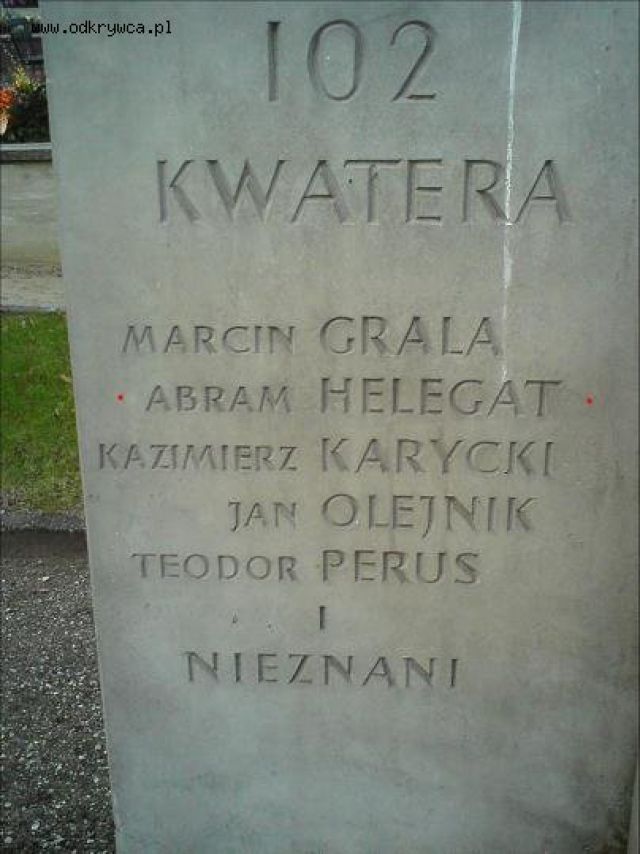 www.odkrywca.pl
102
KWATERA
MARCIN GRALA
ABRAM HELEGAT
KAZIMIERZ KARYCKI
JAN OLEJNIK
TEODOR PERUS
I
NIEZNANI